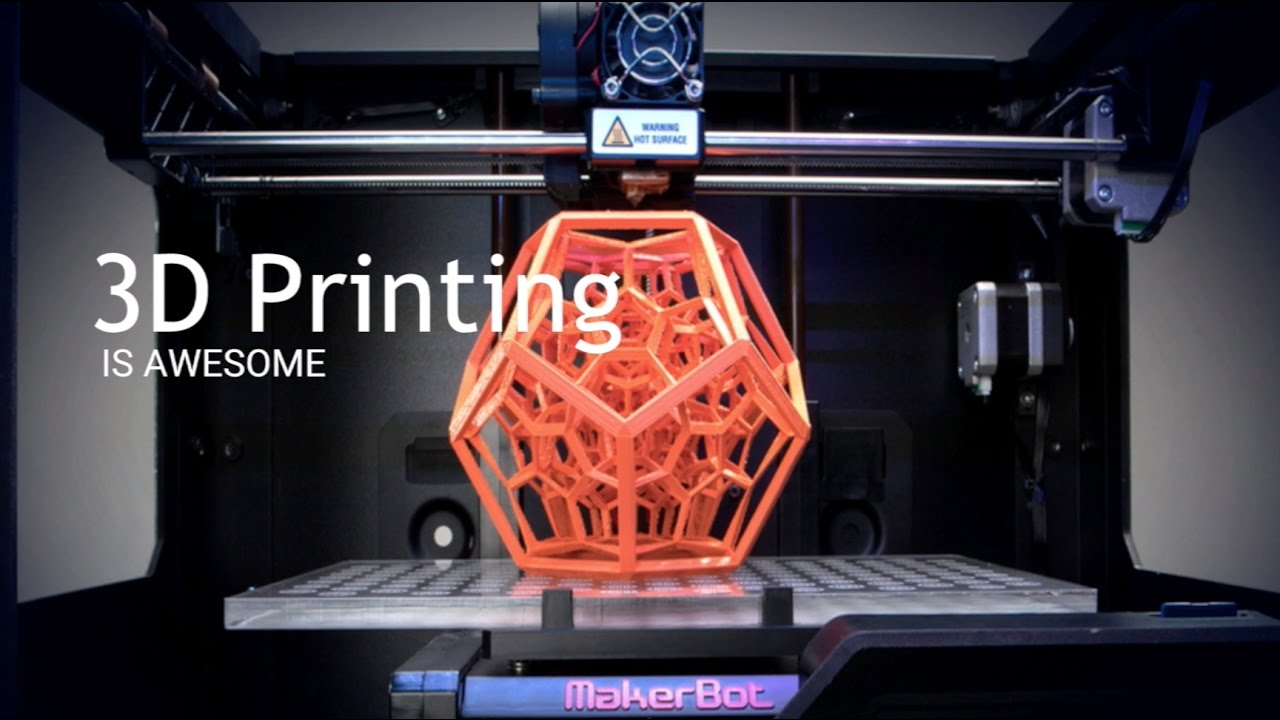 WARNING
HOT SURFACE
3D Printing
IS AWESOME
MakerBot